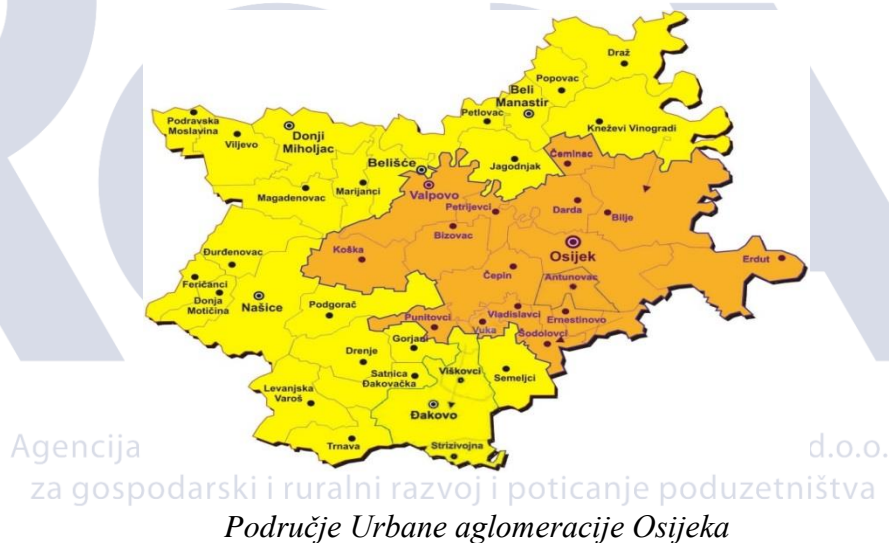 Draž
Popovac
Beli
Manastir
Petlovac
Kneževi Vinogradi
Podravska
Moslavina
Viljevo
Donji
Miholjac
Čeminac
Belišće
Jagodnjak
Valpovo
Magadenovac
Marijanci
Petrijevci
Darda
Bilje
Bizovac
Koška
Osijek
Erdut
Đurđenovac
Čepin
Antunovac
Feričanci
Donja
Motičina
Našice
Podgorač
Punitovci
Vladislavci
Ernestinovo
Vuka
Šodolovci
Gorjani
Drenje
Satnica
Đakovačka
Viškovci
Semeljci
Levanjska
Varoš
Đakovo
Trnava
Strizivojna
Agencija d.o.o.
za gospodarski i ruralni razvoj i poticanje poduzetništva
Područje Urbane aglomeracije Osijeka